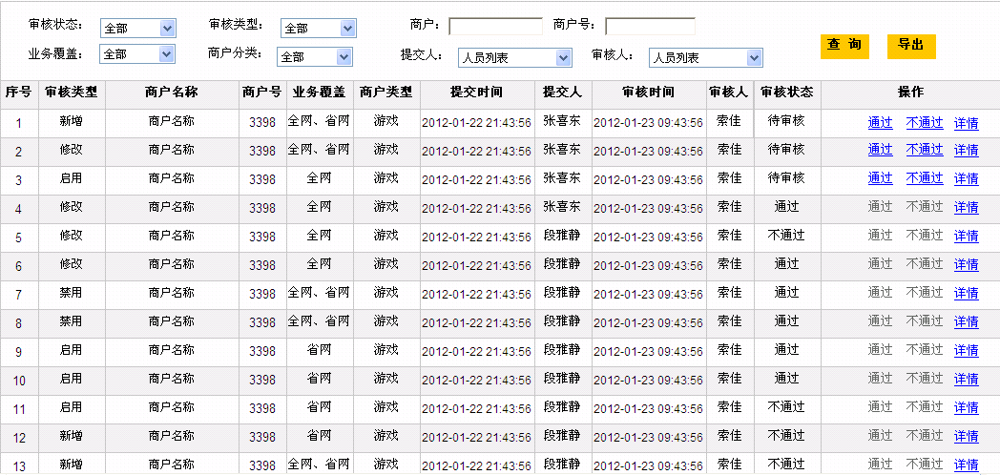 审核状态： 全部 审核类型： 全部 商户： 商户号：
业务覆盖： 全部 商户分类： 全部 提交人： 人员列表 审核人： 人员列表 查 询 导出
序号 审核类型 商户名称 商户号 业务覆盖 商户类型 提交时间 提交人 审核时间 审核人 审核状态 操作
1 新增 商户名称 3398 全网、省网 游戏 2012-01-22 21:43:56 张喜东 2012-01-23 09:43:56 索佳 待审核 通过 不通过 详情
2 修改 商户名称 3398 全网、省网 游戏 2012-01-22 21:43:56 张喜东 2012-01-23 09:43:56 索佳 待审核 通过 不通过 详情
3 启用 商户名称 3398 全网 游戏 2012-01-22 21:43:56 张喜东 2012-01-23 09:43:56 索佳 待审核 通过 不通过 详情
4 修改 商户名称 3398 全网 游戏 2012-01-22 21:43:56 张喜东 2012-01-23 09:43:56 索佳 通过 通过 不通过 详情
5 修改 商户名称 3398 全网 游戏 2012-01-22 21:43:56 段雅静 2012-01-23 09:43:56 索佳 不通过 通过 不通过 详情
6 修改 商户名称 3398 全网 游戏 2012-01-22 21:43:56 段雅静 2012-01-23 09:43:56 索佳 通过 通过 不通过 详情
7 禁用 商户名称 3398 全网、省网 游戏 2012-01-22 21:43:56 段雅静 2012-01-23 09:43:56 索佳 通过 通过 不通过 详情
8 禁用 商户名称 3398 全网、省网 游戏 2012-01-22 21:43:56 段雅静 2012-01-23 09:43:56 索佳 通过 通过 不通过 详情
9 启用 商户名称 3398 省网 游戏 2012-01-22 21:43:56 段雅静 2012-01-23 09:43:56 索佳 通过 通过 不通过 详情
10 启用 商户名称 3398 省网 游戏 2012-01-22 21:43:56 段雅静 2012-01-23 09:43:56 索佳 通过 通过 不通过 详情
11 启用 商户名称 3398 省网 游戏 2012-01-22 21:43:56 段雅静 2012-01-23 09:43:56 索佳 不通过 通过 不通过 详情
12 新增 商户名称 3398 省网 游戏 2012-01-22 21:43:56 段雅静 2012-01-23 09:43:56 索佳 不通过 通过 不通过 详情
13 新增 商户名称 3398 全网、省网 游戏 2012-01-22 21:43:56 段雅静 2012-01-23 09:43:56 索佳 不通过 通过 不通过 详情